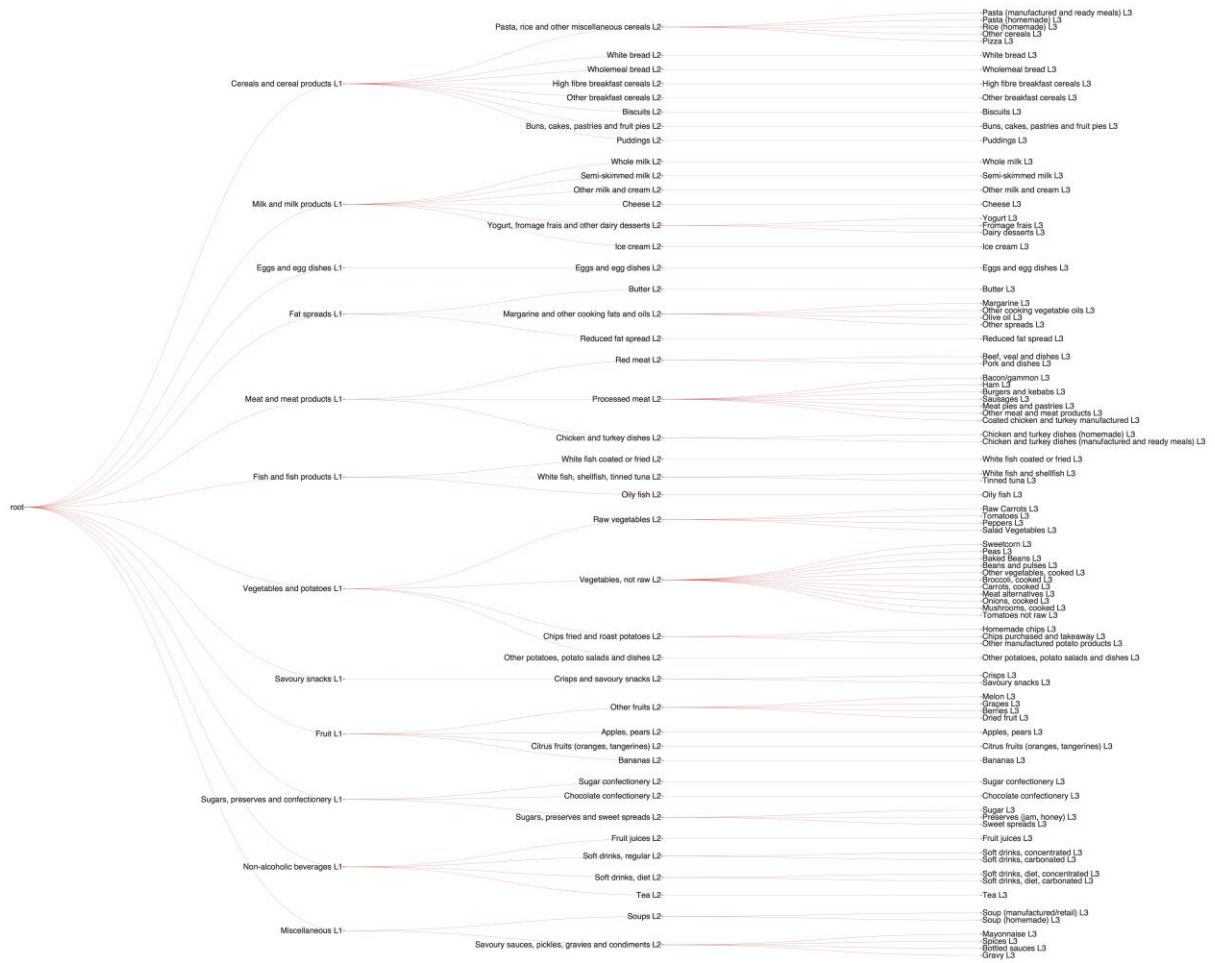 root
Cereals and cereal products L1
Pasta, rice and other miscellaneous cereals L2
Pasta (manufactured and ready meals) L3
Pasta (homemade) L3
Rice (homemade) L3
Other cereals L3
Pizza L3
White bread L2
White bread L3
Wholemeal bread L2
Wholemeal bread L3
High fibre breakfast cereals L2
High fibre breakfast cereals L3
Other breakfast cereals L2
Other breakfast cereals L3
Biscuits L2
Biscuits L3
Buns, cakes, pastries and fruit pies L2
Buns, cakes, pastries and fruit pies L3
Puddings L2
Puddings L3
Milk and milk products L1
Whole milk L2
Whole milk L3
Semi-skimmed milk L2
Semi-skimmed milk L3
Other milk and cream L2
Other milk and cream L3
Cheese L2
Cheese L3
Yogurt, fromage frais and other dairy desserts L2
Yogurt L3
Fromage frais L3
Dairy desserts L3
Ice cream L2
Ice cream L3
Eggs and egg dishes L1
Eggs and egg dishes L2
Eggs and egg dishes L3
Fat spreads L1
Butter L2
Butter L3
Margarine and other cooking fats and oils L2
Margarine L3
Other cooking vegetable oils L3
Olive oil L3
Other spreads L3
Reduced fat spread L2
Reduced fat spread L3
Meat and meat products L1
Red meat L2
Beef, veal and dishes L3
Pork and dishes L3
Processed meat L2
Bacon/gammon L3
Ham L3
Burgers and kebabs L3
Sausages L3
Meat pies and pastries L3
Other meat and meat products L3
Coated chicken and turkey manufactured L3
Chicken and turkey dishes L2
Chicken and turkey dishes (homemade) L3
Chicken and turkey dishes (manufactured and ready meals) L3
Fish and fish products L1
White fish coated or fried L2
White fish coated or fried L3
White fish, shellfish, tinned tuna L2
White fish and shellfish L3
Tinned tuna L3
Oily fish L2
Oily fish L3
Vegetables and potatoes L1
Raw vegetables L2
Raw Carrots L3
Tomatoes L3
Peppers L3
Salad Vegetables L3
Vegetables, not raw L2
Sweetcorn L3
Peas L3
Baked Beans L3
Beans and pulses L3
Other vegetables, cooked L3
Broccoli, cooked L3
Carrots, cooked L3
Meat alternatives L3
Onions, cooked L3
Mushrooms, cooked L3
Tomatoes not raw L3
Chips fried and roast potatoes L2
Homemade chips L3
Chips purchased and takeaway L3
Other manufactured potato products L3
Other potatoes, potato salads and dishes L2
Other potatoes, potato salads and dishes L3
Savoury snacks L1
Crisps and savoury snacks L2
Crisps L3
Savoury snacks L3
Fruit L1
Other fruits L2
Melon L3
Grapes L3
Berries L3
Dried fruit L3
Apples, pears L2
Apples, pears L3
Citrus fruits (oranges, tangerines) L2
Citrus fruits (oranges, tangerines) L3
Bananas L2
Bananas L3
Sugars, preserves and confectionery L1
Sugar confectionery L2
Sugar confectionery L3
Chocolate confectionery L2
Chocolate confectionery L3
Sugars, preserves and sweet spreads L2
Sugar L3
Preserves (jam, honey) L3
Sweet spreads L3
Non-alcoholic beverages L1
Fruit juices L2
Fruit juices L3
Soft drinks, regular L2
Soft drinks, concentrated L3
Soft drinks, carbonated L3
Soft drinks, diet L2
Soft drinks, diet, concentrated L3
Soft drinks, diet, carbonated L3
Tea L2
Tea L3
Miscellaneous L1
Soups L2
Soup (manufactured/retail) L3
Soup (homemade) L3
Savoury sauces, pickles, gravies and condiments L2
Mayonnaise L3
Spices L3
Bottled sauces L3
Gravy L3